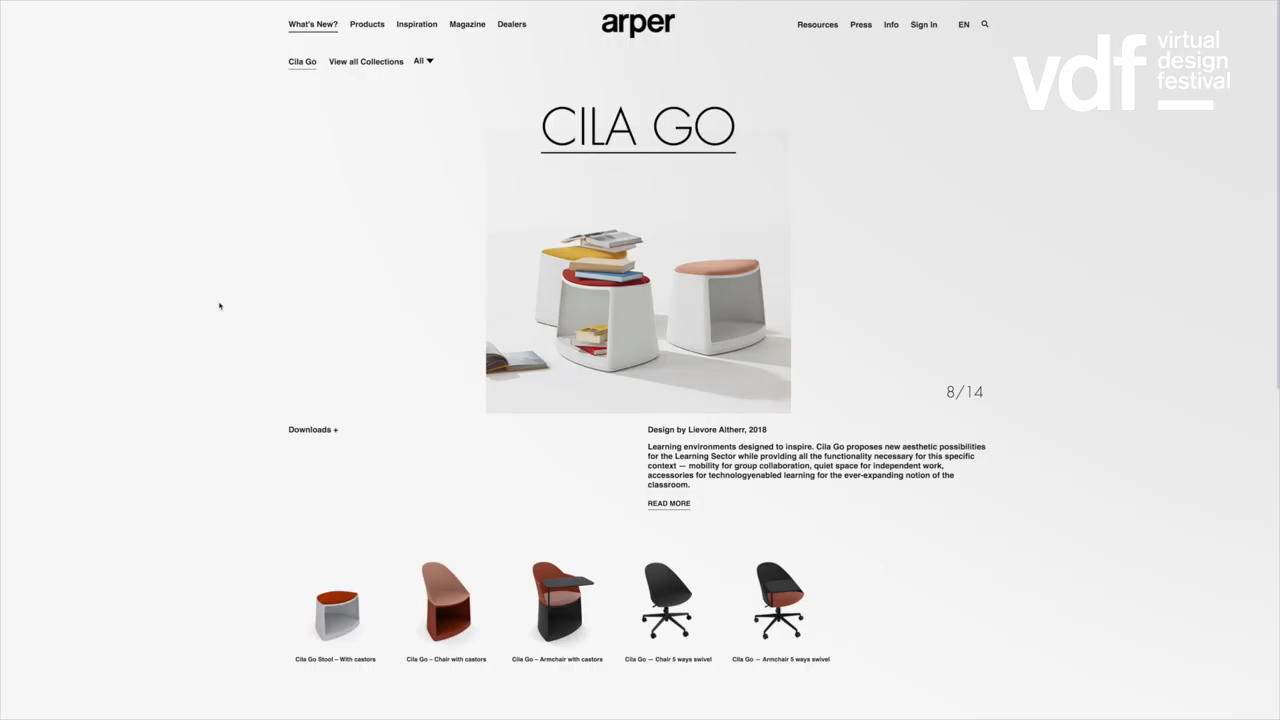 What's New? Products Inspiration Magazine Dealers
arper
Resources Press Info Sign In EN
vdf virtual
design
festival
Cila Go View all Collections All
CILA GO
8/14
Downloads +
Design by Lievore Altherr, 2018
Learning environments designed to inspire. Cila Go proposes new aesthetic possibilities
for the Learning Sector while providing all the functionality necessary for this specific
context — mobility for group collaboration, quiet space for independent work,
accessories for technologyenabled learning for the ever-expanding notion of the
classroom.
READ MORE
Cila Go Stool – With castors
Cila Go – Chair with castors
Cila Go – Armchair with castors
Cila Go — Chair 5 ways swivel
Cila Go — Armchair 5 ways swivel